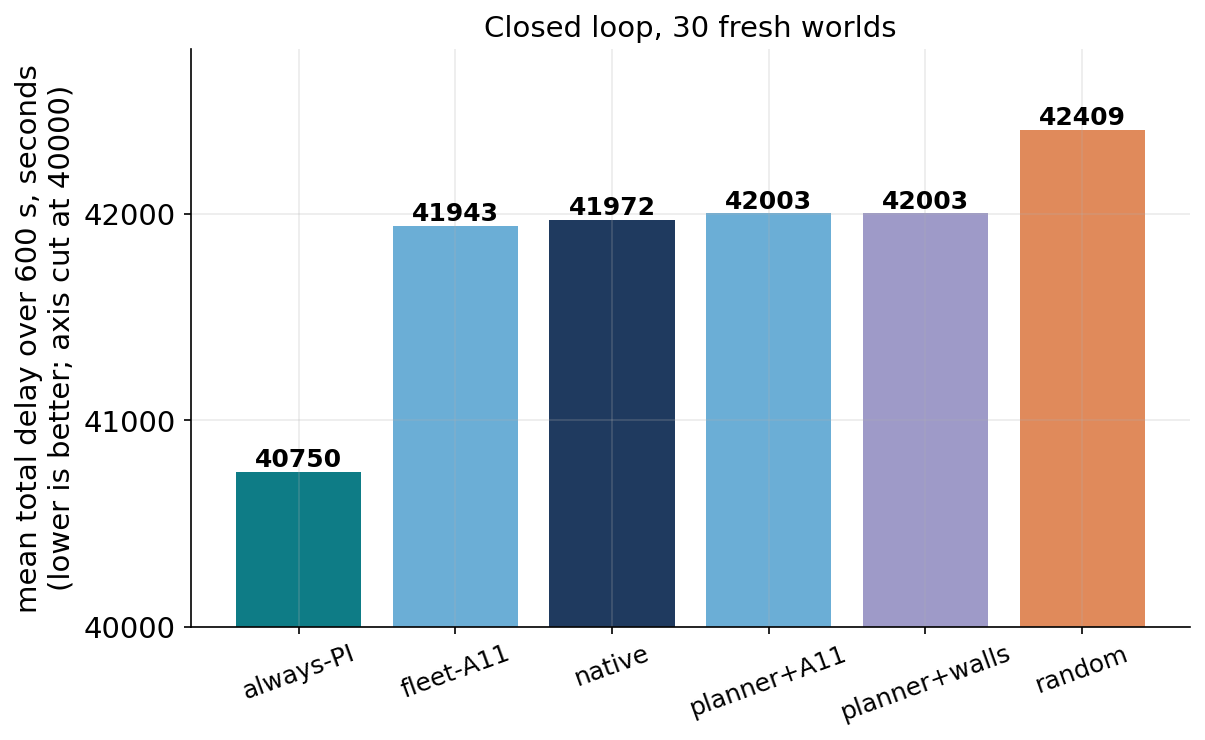 Closed loop, 30 fresh worlds
mean total delay over 600 s, seconds
(lower is better; axis cut at 40000)
42000
41000
40000
40750
41943
41972
42003
42003
42409
always-PI
fleet-A11
native
planner+A11
planner+walls
random